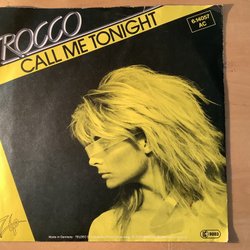 ROCCO
CALL ME TONIGHT
6.14057
AC
Made in Germany